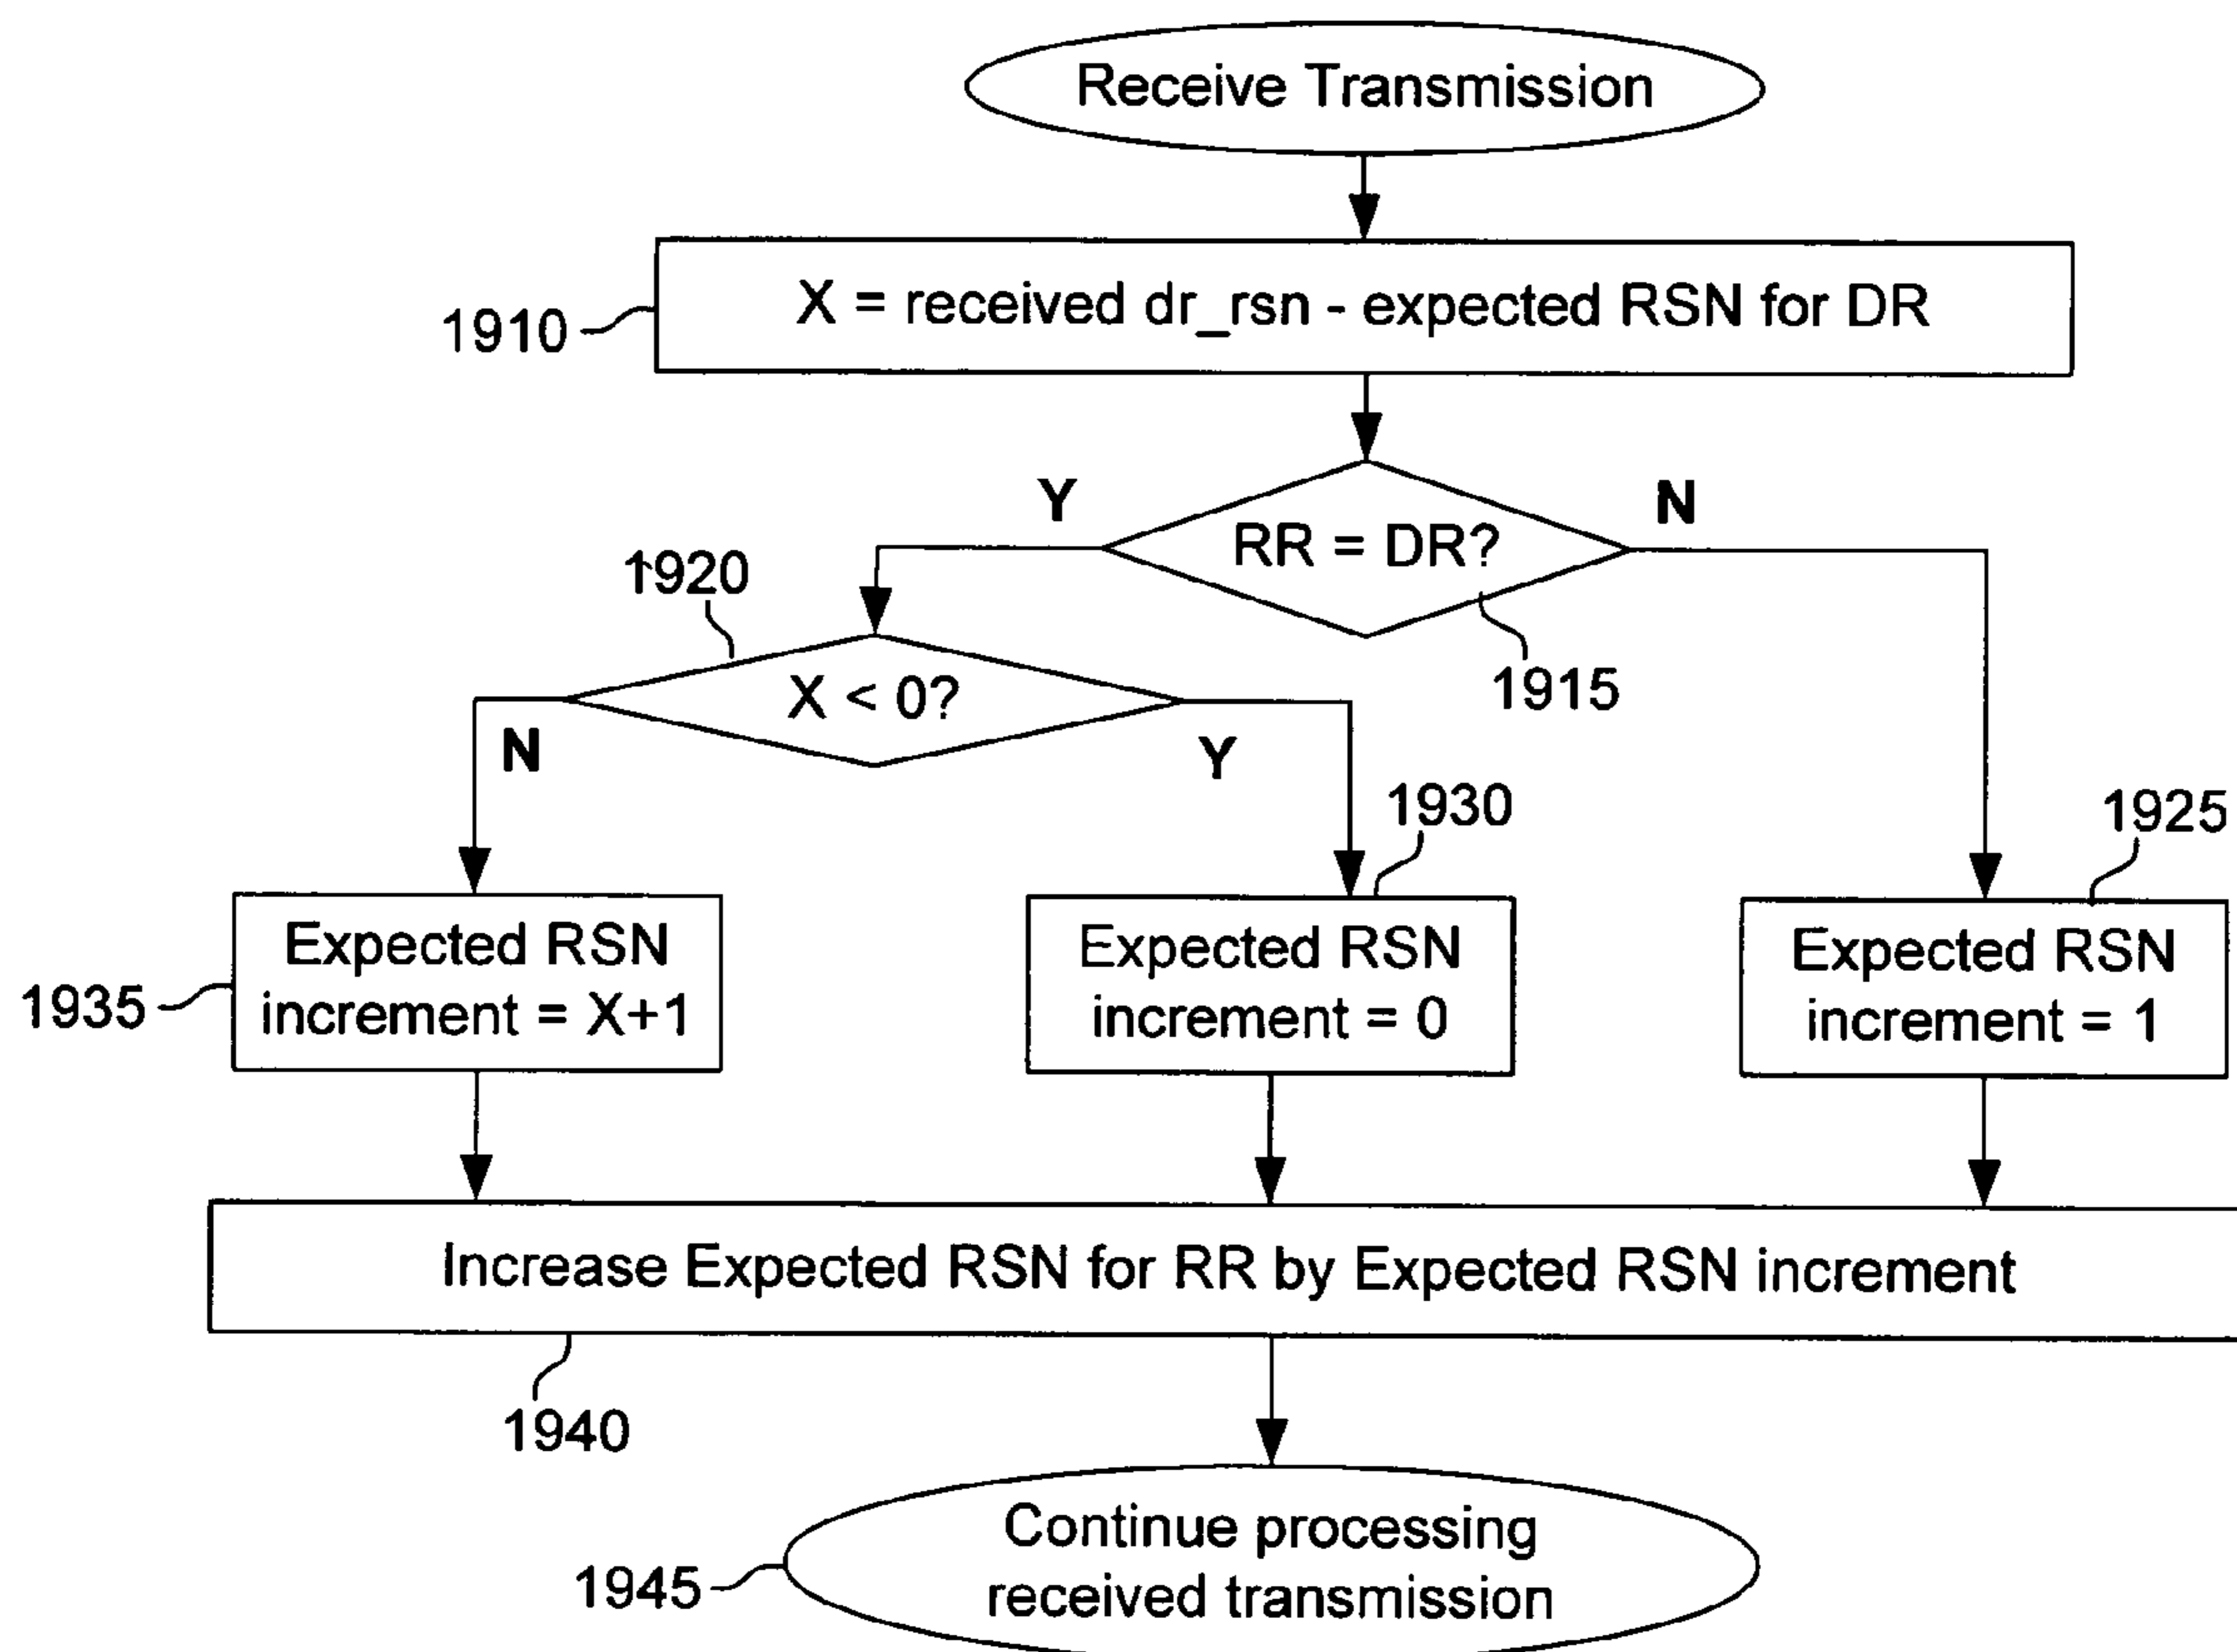 Receive Transmission
X = received dr_rsn - expected RSN for DR
1910
Y
N
RR = DR?
1920
1915
X < 0?
N
Y
1930
1925
Expected RSN
increment = X+1
1935
Expected RSN
increment = 0
Expected RSN
increment = 1
Increase Expected RSN for RR by Expected RSN increment
1940
Continue processing
received transmission
1945